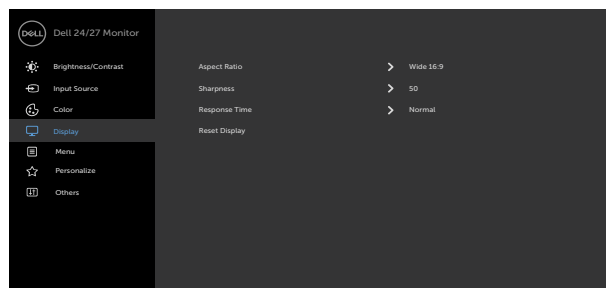 DELL Dell 24/27 Monitor
Brightness/Contrast
Input Source
Color
Display
Menu
Personalize
Others
Aspect Ratio Wide 16:9
Sharpness 50
Response Time Normal
Reset Display